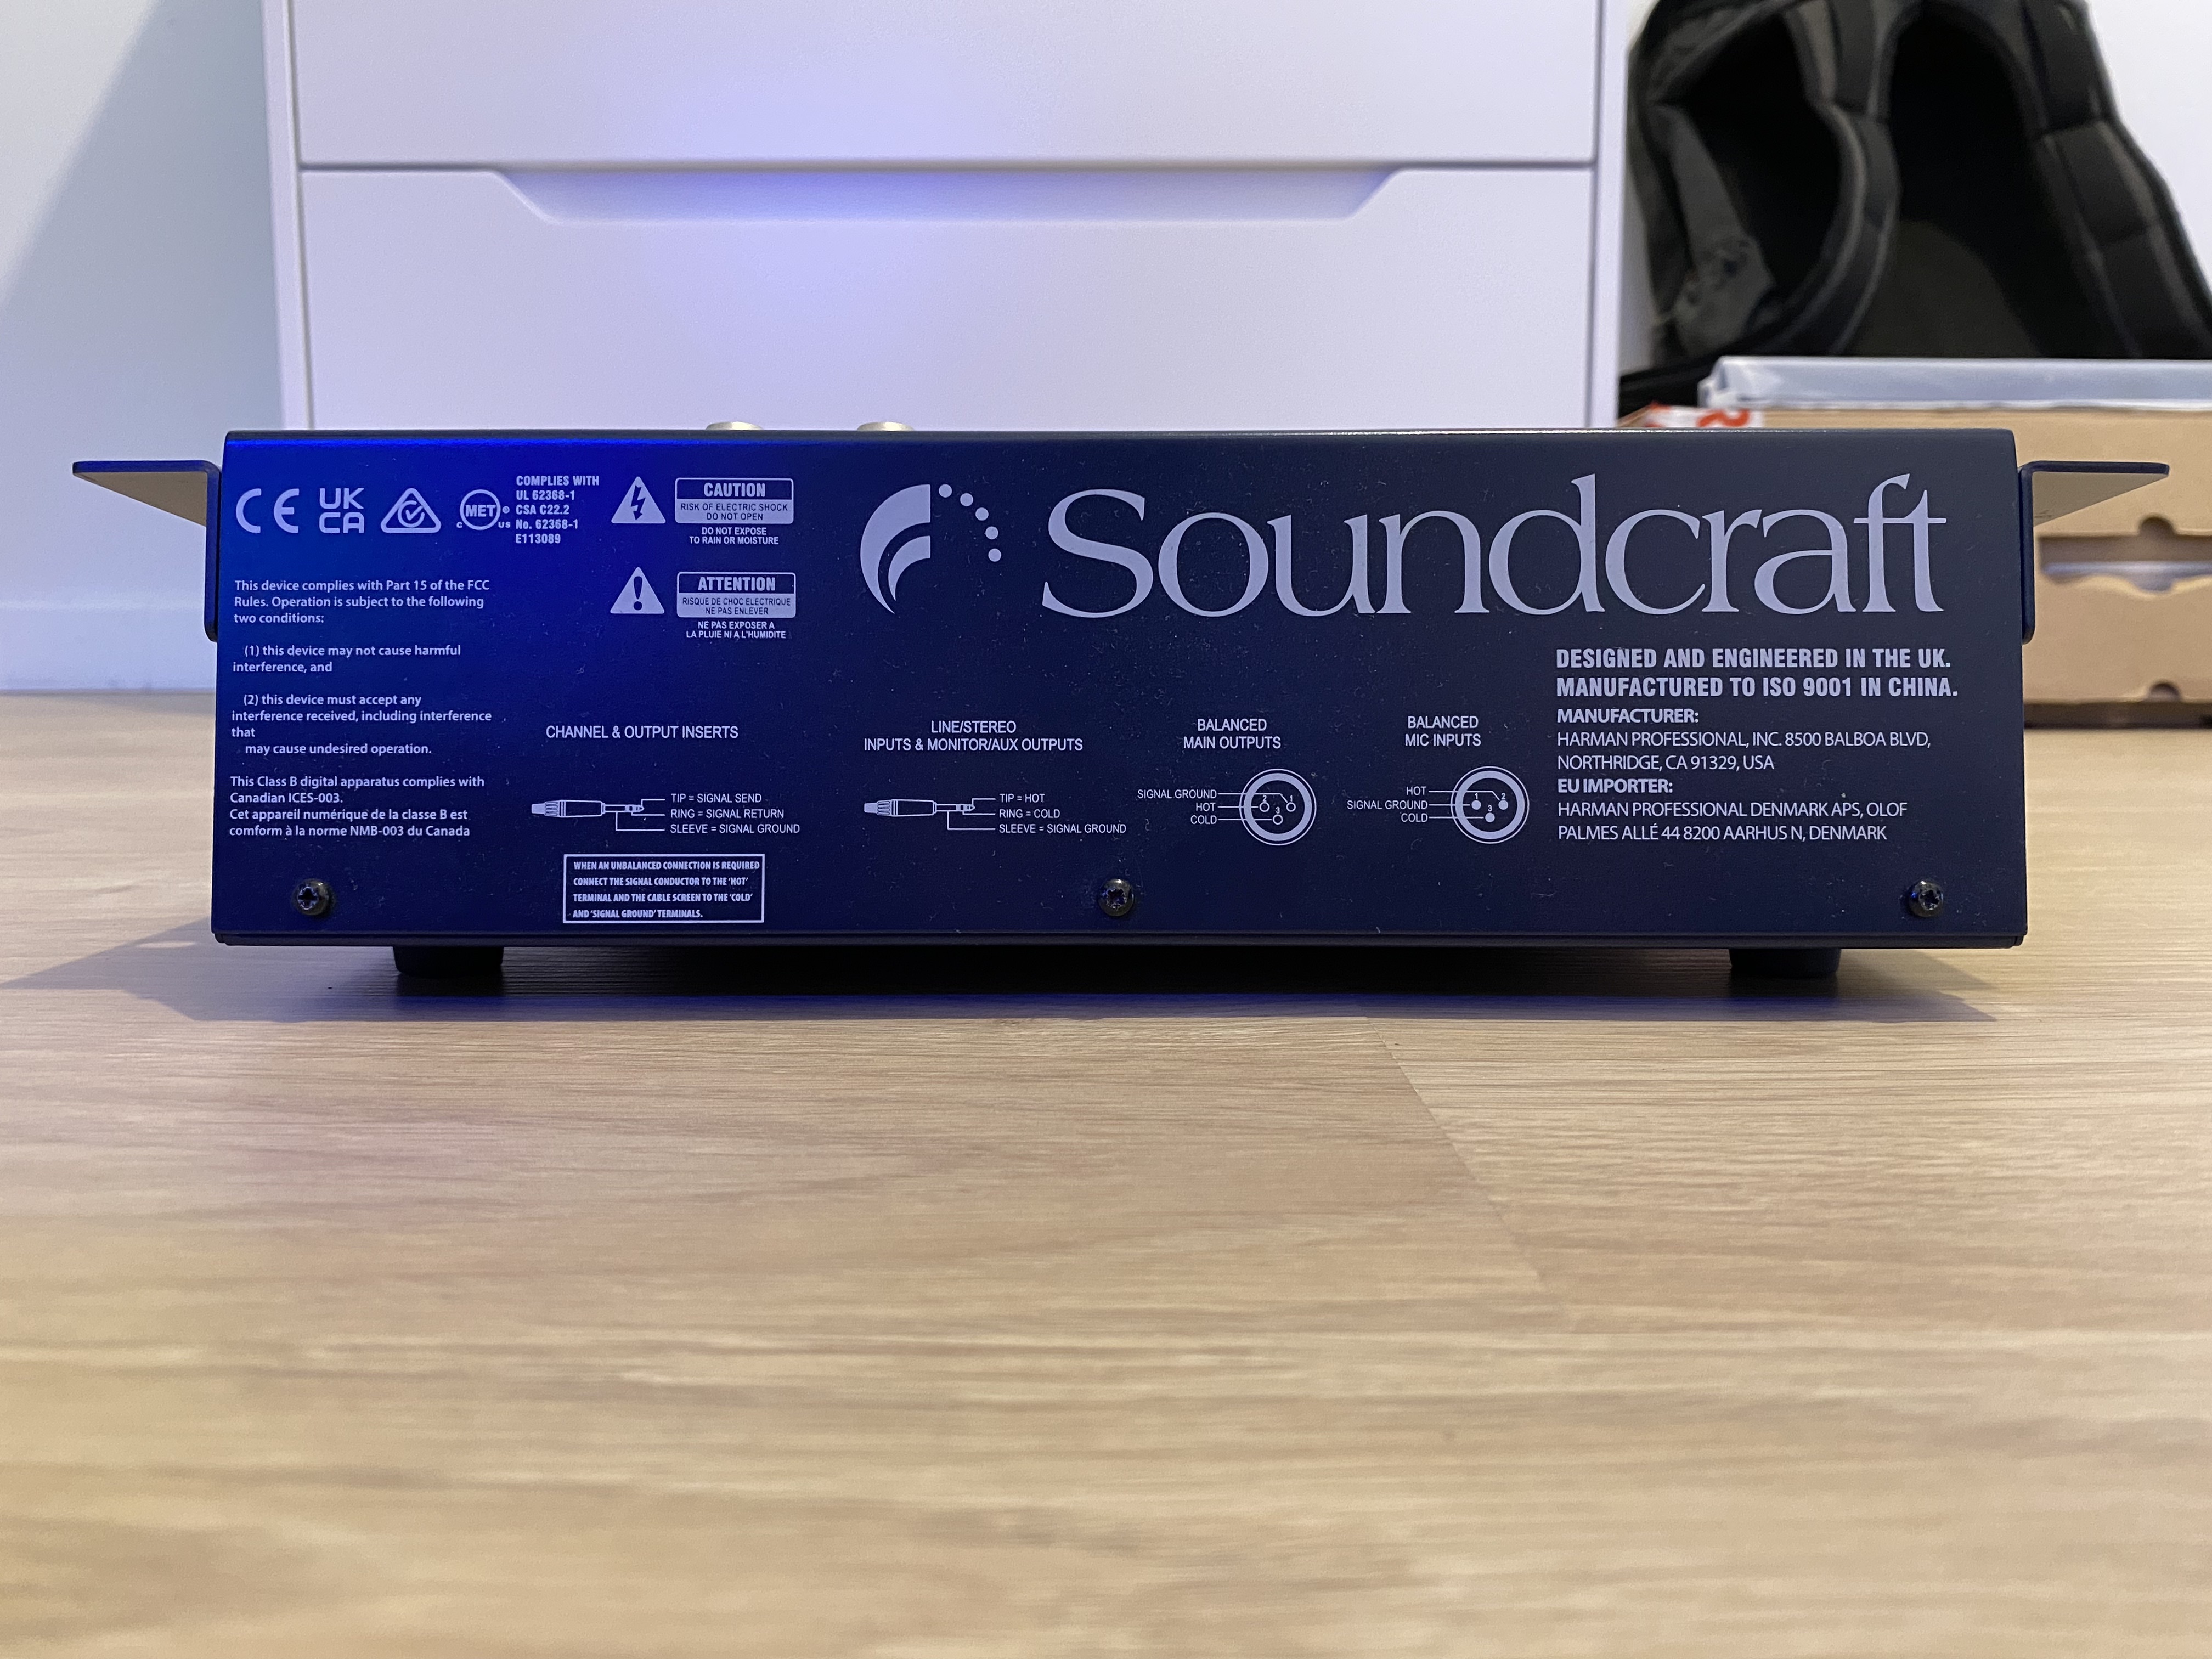 CE
UK
CA
c MET ® US
COMPLIES WITH
UL 62368-1
CSA C22.2
No. 62368-1
E113089
CAUTION
RISK OF ELECTRIC SHOCK
DO NOT OPEN
DO NOT EXPOSE
TO RAIN OR MOISTURE
ATTENTION
RISQUE DE CHOC ELECTRIQUE
NE PAS ENLEVER
NE PAS EXPOSER A
LA PLUIE NI A L'HUMIDITE
Soundcraft
This device complies with Part 15 of the FCC
Rules. Operation is subject to the following
two conditions:
(1) this device may not cause harmful
interference, and
(2) this device must accept any
interference received, including interference
that
may cause undesired operation.
This Class B digital apparatus complies with
Canadian ICES-003.
Cet appareil numérique de la classe B est
comform à la norme NMB-003 du Canada
CHANNEL & OUTPUT INSERTS
TIP = SIGNAL SEND
RING = SIGNAL RETURN
SLEEVE = SIGNAL GROUND
WHEN AN UNBALANCED CONNECTION IS REQUIRED
CONNECT THE SIGNAL CONDUCTOR TO THE 'HOT'
TERMINAL AND THE CABLE SCREEN TO THE 'COLD'
AND 'SIGNAL GROUND' TERMINALS.
LINE/STEREO
INPUTS & MONITOR/AUX OUTPUTS
TIP = HOT
RING = COLD
SLEEVE = SIGNAL GROUND
BALANCED
MAIN OUTPUTS
SIGNAL GROUND
HOT
COLD
2 1
3
BALANCED
MIC INPUTS
HOT
SIGNAL GROUND
COLD
1 2
3
DESIGNED AND ENGINEERED IN THE UK.
MANUFACTURED TO ISO 9001 IN CHINA.
MANUFACTURER:
HARMAN PROFESSIONAL, INC. 8500 BALBOA BLVD,
NORTHRIDGE, CA 91329, USA
EU IMPORTER:
HARMAN PROFESSIONAL DENMARK APS, OLOF
PALMES ALLÉ 44 8200 AARHUS N, DENMARK